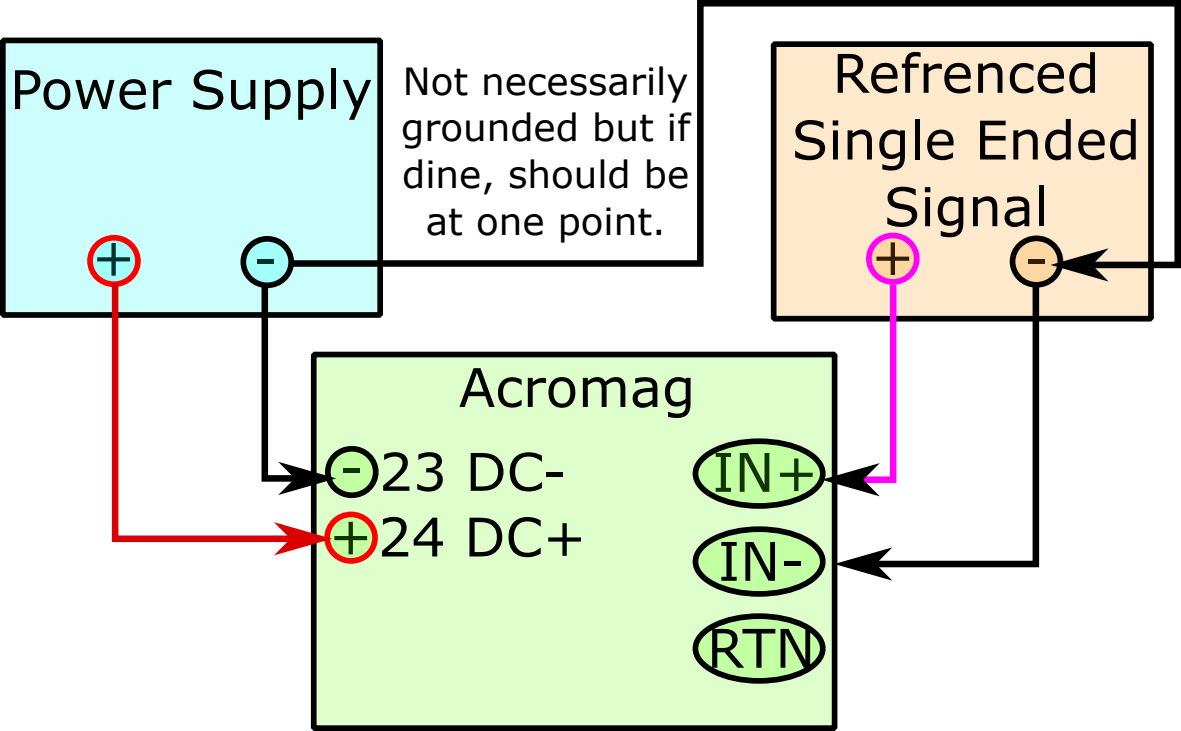 Power Supply
+
-
Not necessarily
grounded but if
dine, should be
at one point.
Refrenced
Single Ended
Signal
+
-
Acromag
- 23 DC-
+ 24 DC+
IN+
IN-
RTN